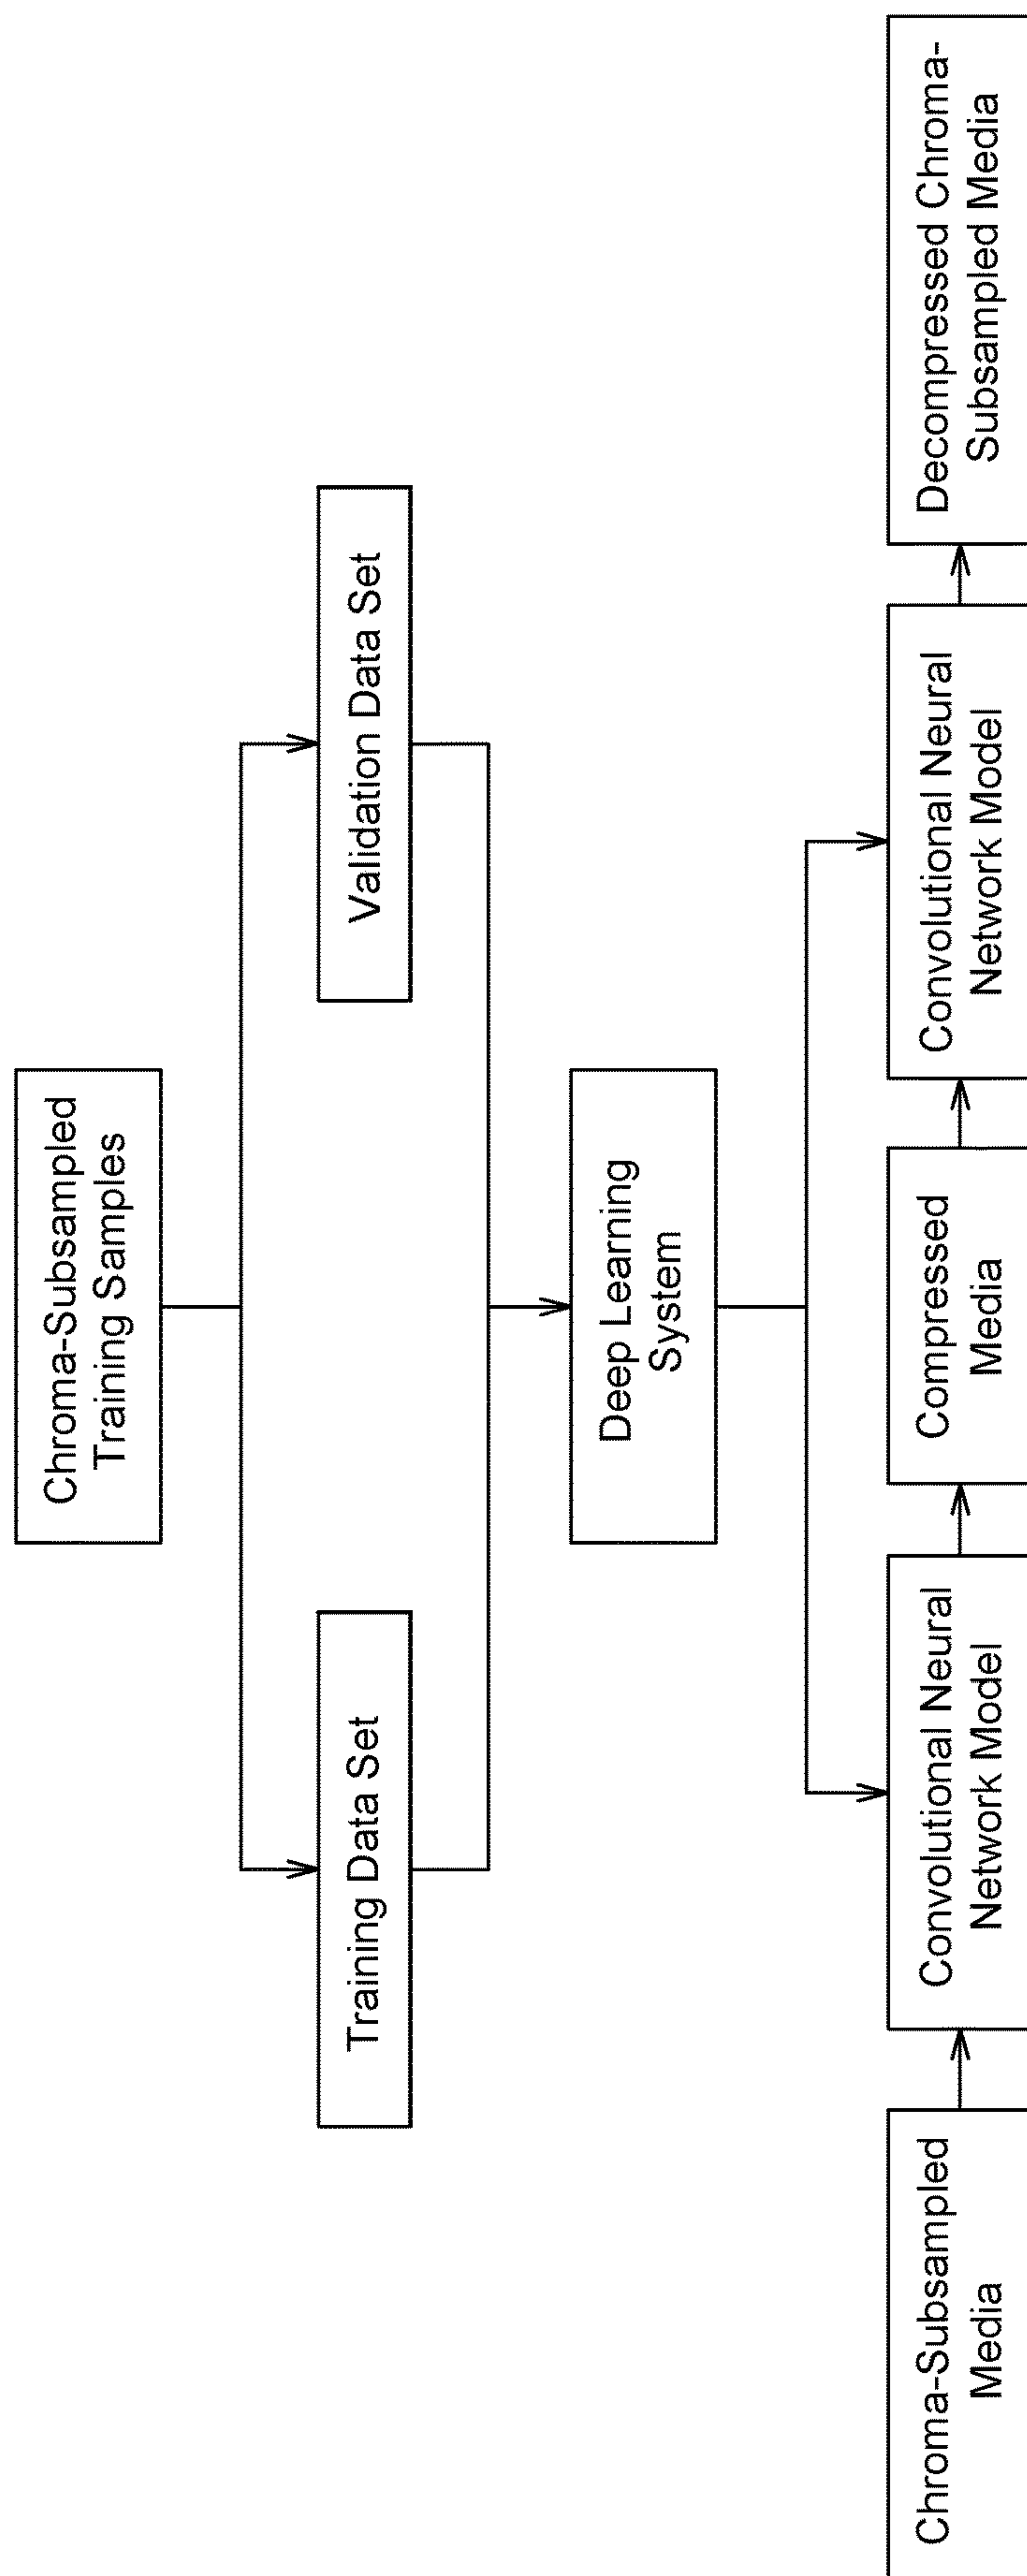 Chroma-Subsampled
Training Samples
Training Data Set
Validation Data Set
Deep Learning
System
Chroma-Subsampled
Media
Convolutional Neural
Network Model
Compressed
Media
Convolutional Neural
Network Model
Decompressed Chroma-
Subsampled Media